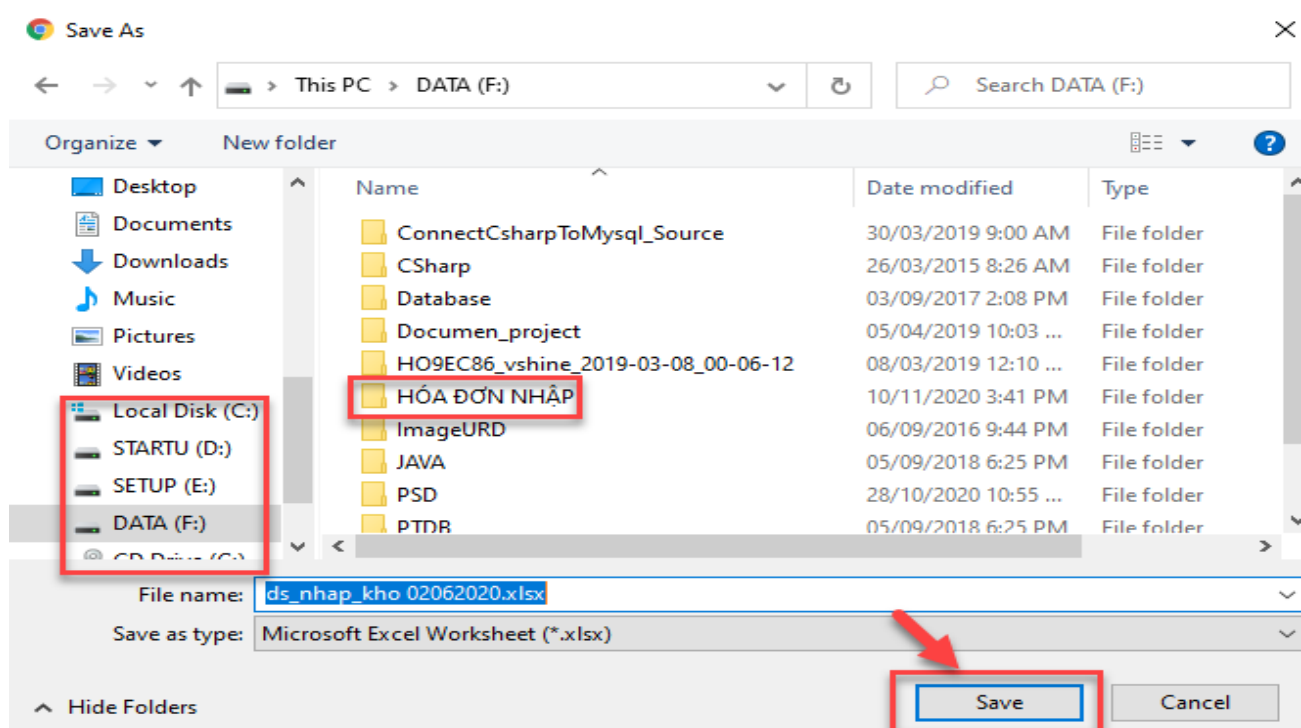 Save As
This PC > DATA (F:)
Search DATA (F:)
Organize
New folder
Desktop
Documents
Downloads
Music
Pictures
Videos
Local Disk (C:)
STARTU (D:)
SETUP (E:)
DATA (F:)
Name Date modified Type
ConnectCsharpToMysql_Source 30/03/2019 9:00 AM File folder
CSharp 26/03/2015 8:26 AM File folder
Database 03/09/2017 2:08 PM File folder
Documen_project 05/04/2019 10:03 ... File folder
HO9EC86_vshine_2019-03-08_00-06-12 08/03/2019 12:10 ... File folder
HÓA ĐƠN NHẬP 10/11/2020 3:41 PM File folder
ImageURD 06/09/2016 9:44 PM File folder
JAVA 05/09/2018 6:25 PM File folder
PSD 28/10/2020 10:55 ... File folder
PTDB 05/09/2018 6:25 PM File folder
File name: ds_nhap_kho 02062020.xlsx
Save as type: Microsoft Excel Worksheet (*.xlsx)
Hide Folders
Save
Cancel